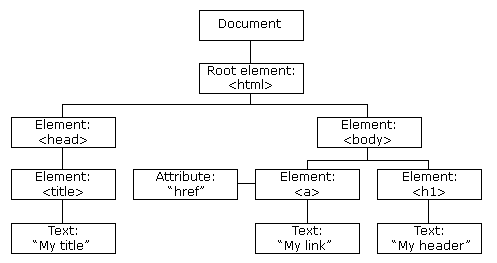 Document
Root element:
<html>
Element:
<head>
Element:
<body>
Element:
<title>
Attribute:
“href”
Element:
<a>
Element:
<h1>
Text:
“My title”
Text:
“My link”
Text:
“My header”